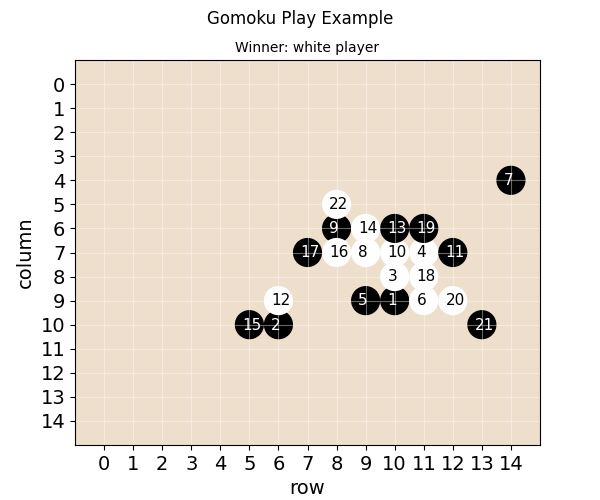 Gomoku Play Example
Winner: white player
column
0
1
2
3
4
5
6
7
8
9
10
11
12
13
14
7
22
9 14 13 19
17 16 8 10 4 11
3 18
12 5 1 6 20
15 2 21
0 1 2 3 4 5 6 7 8 9 10 11 12 13 14
row